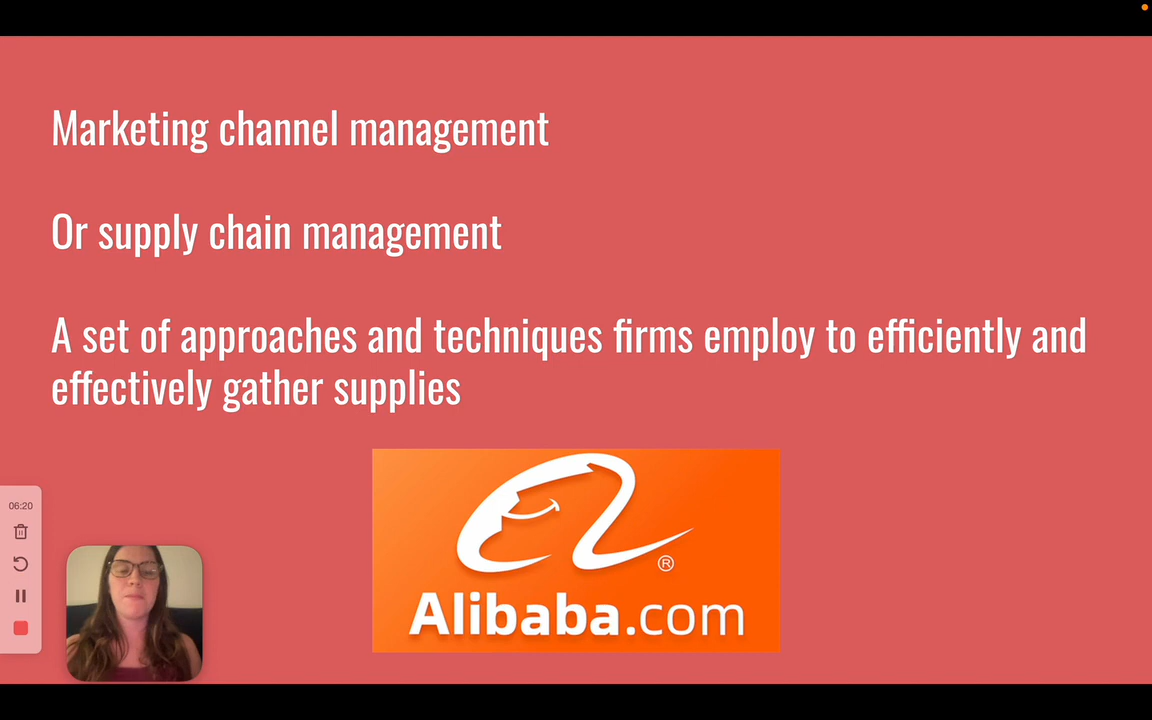 Marketing channel management
Or supply chain management
A set of approaches and techniques firms employ to efficiently and
effectively gather supplies
®
Alibaba.com
06:20